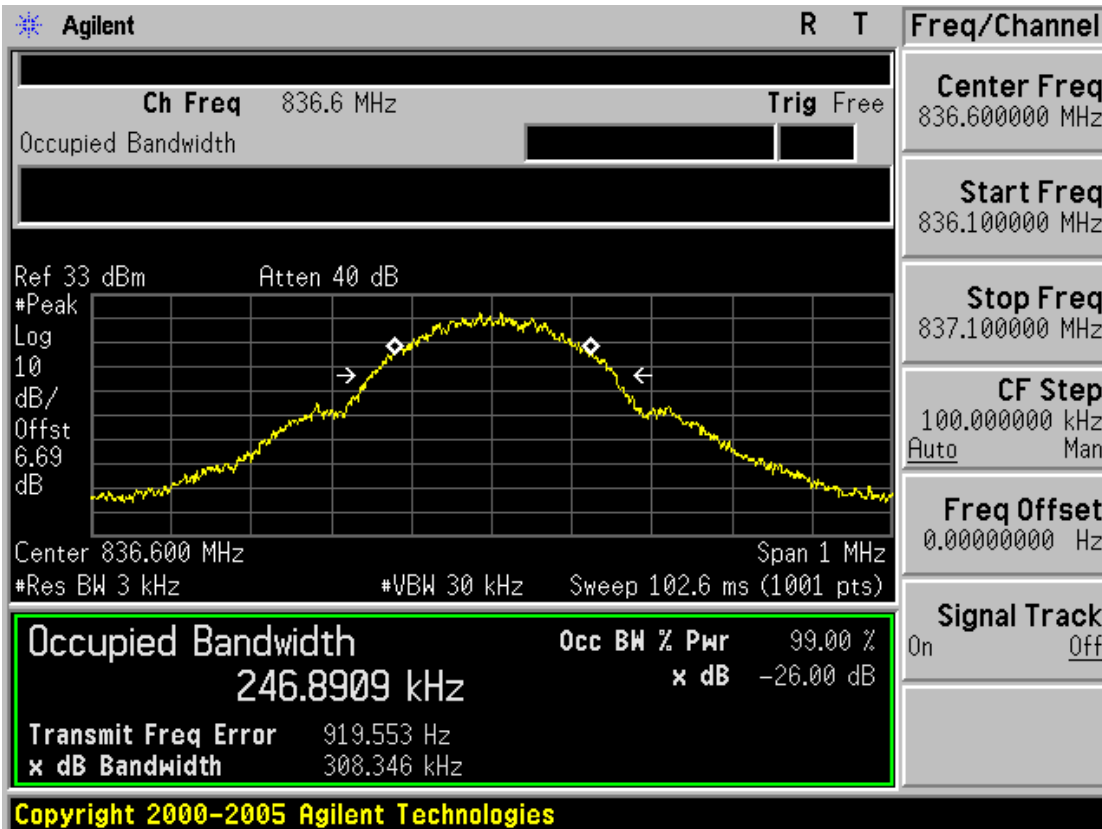 Agilent R T
Ch Freq 836.6 MHz Trig Free
Occupied Bandwidth
Ref 33 dBm Atten 40 dB
#Peak
Log
10
dB/
Offst
6.69
dB
Center 836.600 MHz Span 1 MHz
#Res BW 3 kHz #VBW 30 kHz Sweep 102.6 ms (1001 pts)
Occupied Bandwidth
246.8909 kHz
Occ BW % Pwr 99.00 %
x dB -26.00 dB
Transmit Freq Error 919.553 Hz
x dB Bandwidth 308.346 kHz
Copyright 2000-2005 Agilent Technologies
Freq/Channel
Center Freq
836.600000 MHz
Start Freq
836.100000 MHz
Stop Freq
837.100000 MHz
CF Step
100.000000 kHz
Auto Man
Freq Offset
0.00000000 Hz
Signal Track
On Off